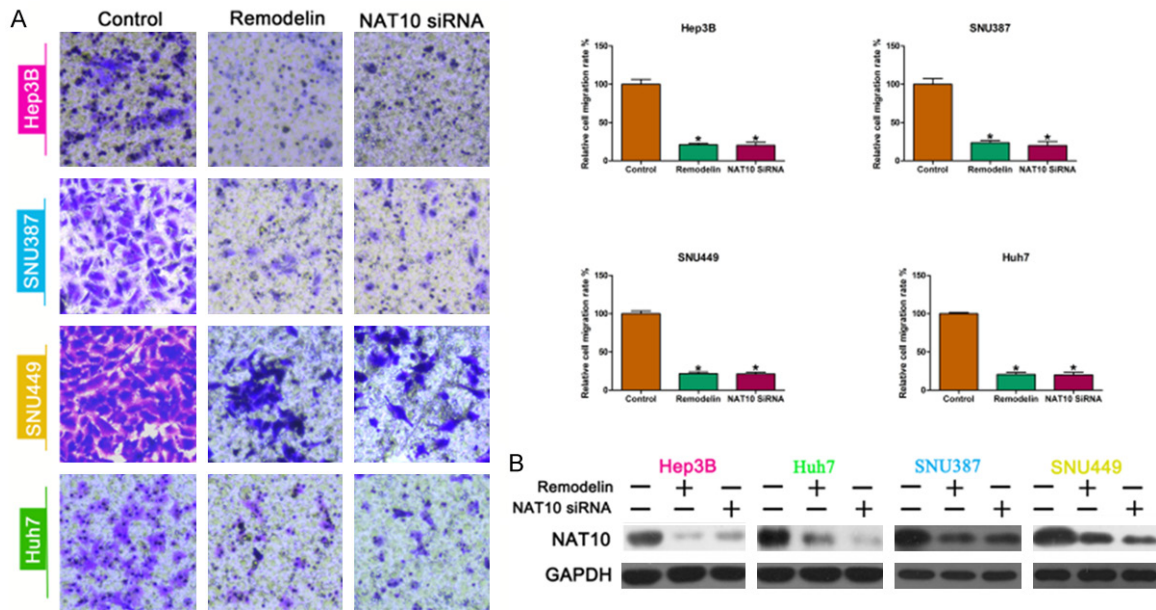 A
Control Remodelin NAT10 siRNA
Hep3B
SNU387
SNU449
Huh7
Hep3B
Relative cell migration rate %
150
100
50
0
*
*
Control Remodelin NAT10 SiRNA
SNU387
Relative cell migration rate %
150
100
50
0
*
*
Control Remodelin NAT10 SiRNA
SNU449
Relative cell migration rate %
150
100
50
0
*
*
Control Remodelin NAT10 SiRNA
Huh7
Relative cell migration rate %
150
100
50
0
*
*
Control Remodelin NAT10 SiRNA
B
Hep3B Huh7 SNU387 SNU449
Remodelin — + — — + — — + — — + —
NAT10 siRNA — — + — — + — — + — — +
NAT10
GAPDH